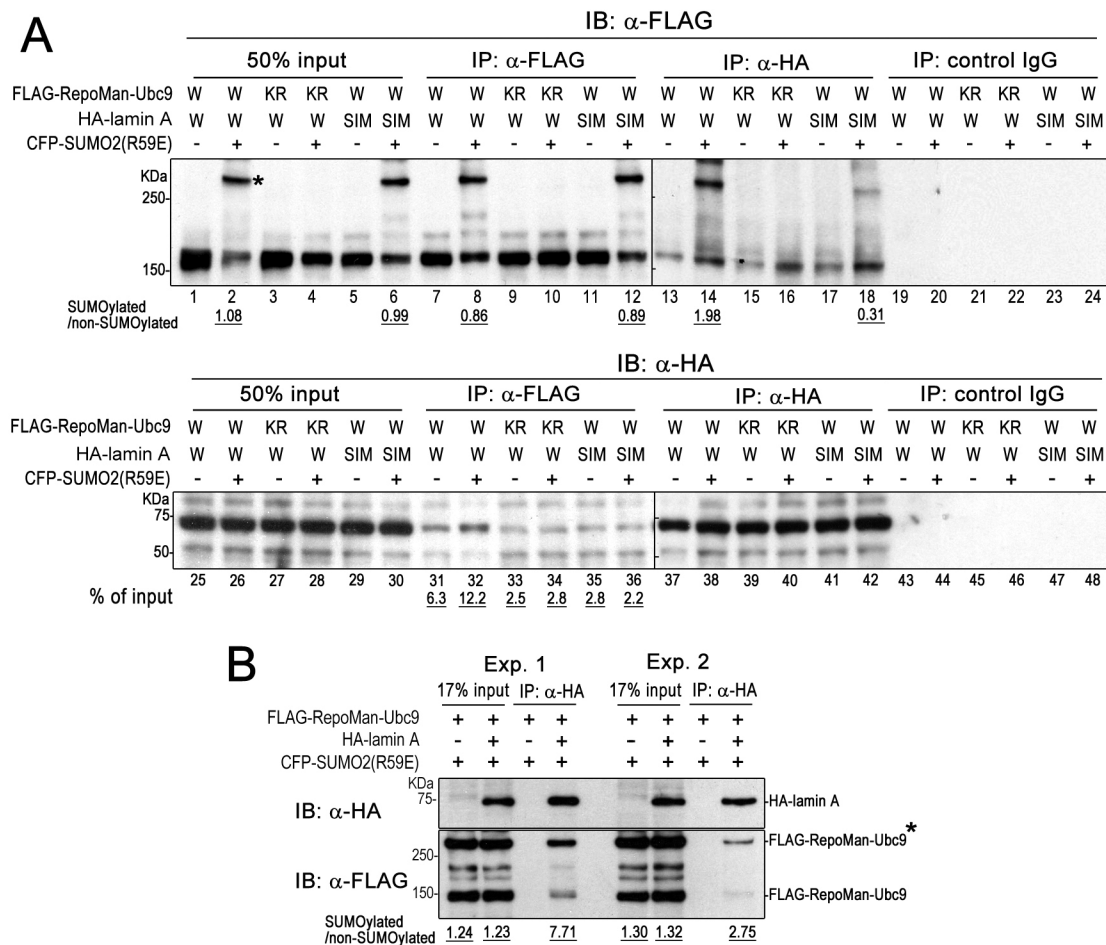 A
IB: α-FLAG
50% input IP: α-FLAG IP: α-HA IP: control IgG
FLAG-RepoMan-Ubc9 W W KR KR W W W W KR KR W W W W KR KR W W W W KR KR W W
HA-lamin A W W W W SIM SIM W W W W SIM SIM W W W W SIM SIM W W W W SIM SIM
CFP-SUMO2(R59E) - + - + - + - + - + - + - + - + - + - + - + - +
KDa
*
250-
150-
1 2 3 4 5 6 7 8 9 10 11 12 13 14 15 16 17 18 19 20 21 22 23 24
SUMOylated
/non-SUMOylated 1.08 0.99 0.86 0.89 1.98 0.31
IB: α-HA
50% input IP: α-FLAG IP: α-HA IP: control IgG
FLAG-RepoMan-Ubc9 W W KR KR W W W W KR KR W W W W KR KR W W W W KR KR W W
HA-lamin A W W W W SIM SIM W W W W SIM SIM W W W W SIM SIM W W W W SIM SIM
CFP-SUMO2(R59E) - + - + - + - + - + - + - + - + - + - + - + - +
KDa
75-
50-
25 26 27 28 29 30 31 32 33 34 35 36 37 38 39 40 41 42 43 44 45 46 47 48
% of input 6.3 12.2 2.5 2.8 2.8 2.2
B
Exp. 1 Exp. 2
17% input IP: α-HA 17% input IP: α-HA
FLAG-RepoMan-Ubc9 + + + + + + + +
HA-lamin A - + - + - + - +
CFP-SUMO2(R59E) + + + + + + + +
KDa
75-
IB: α-HA -HA-lamin A
-FLAG-RepoMan-Ubc9*
250-
IB: α-FLAG
150- -FLAG-RepoMan-Ubc9
SUMOylated
/non-SUMOylated 1.24 1.23 7.71 1.30 1.32 2.75